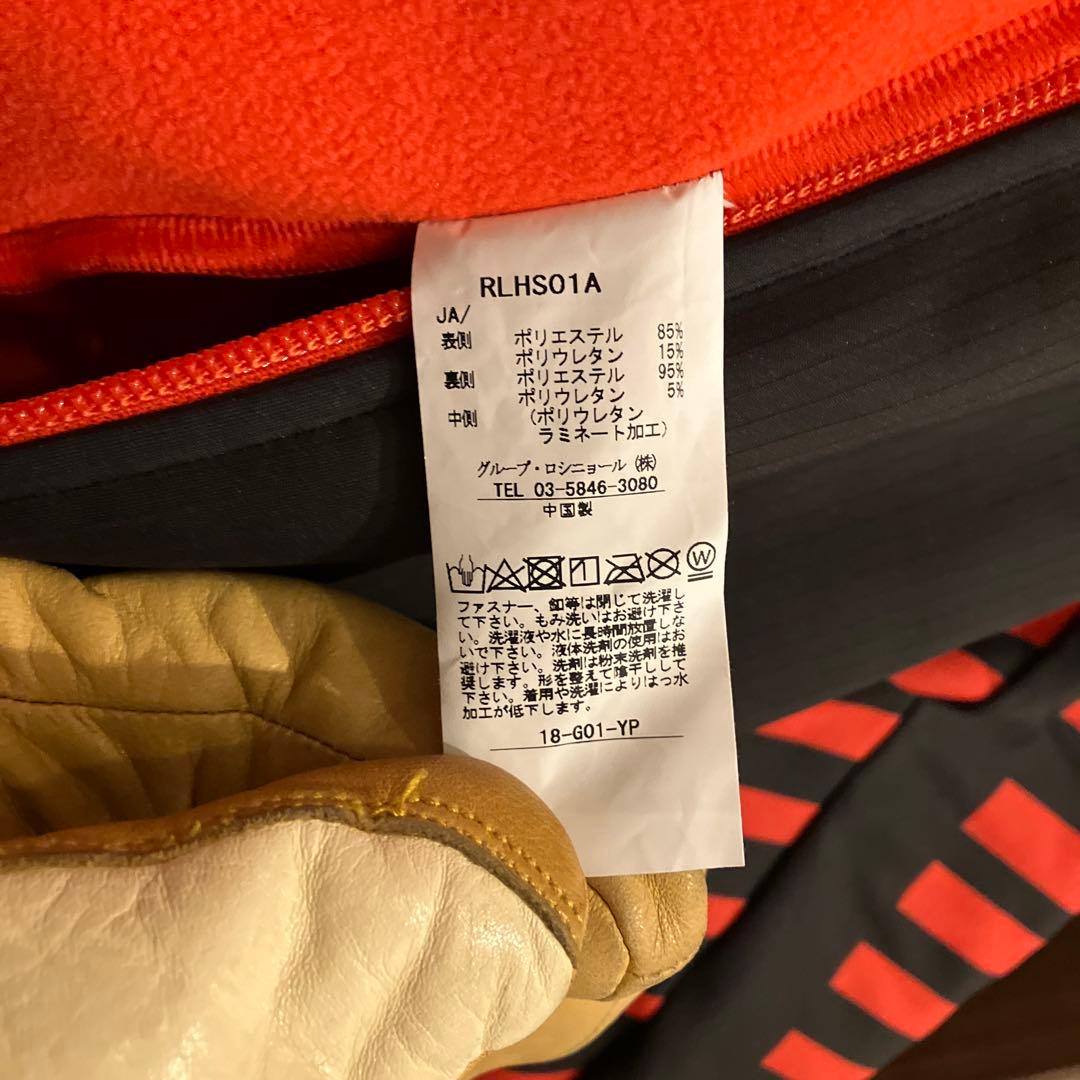 RLHS01A
JA/
表側 ポリエステル 85%
ポリウレタン 15%
裏側 ポリエステル 95%
ポリウレタン 5%
中側 (ポリウレタン
ラミネート加工)
グループ・ロシニョール (株)
TEL 03-5846-3080
中国製
W
ファスナー、釦等は閉じて洗濯し
て下さい。もみ洗いはお避け下さ
い。洗濯液や水に長時間放置しな
いで下さい。液体洗剤の使用はお
避け下さい。洗剤は粉末洗剤を推
奨します。形を整えて陰干しして
下さい。着用や洗濯によりはっ水
加工が低下します。
18-G01-YP